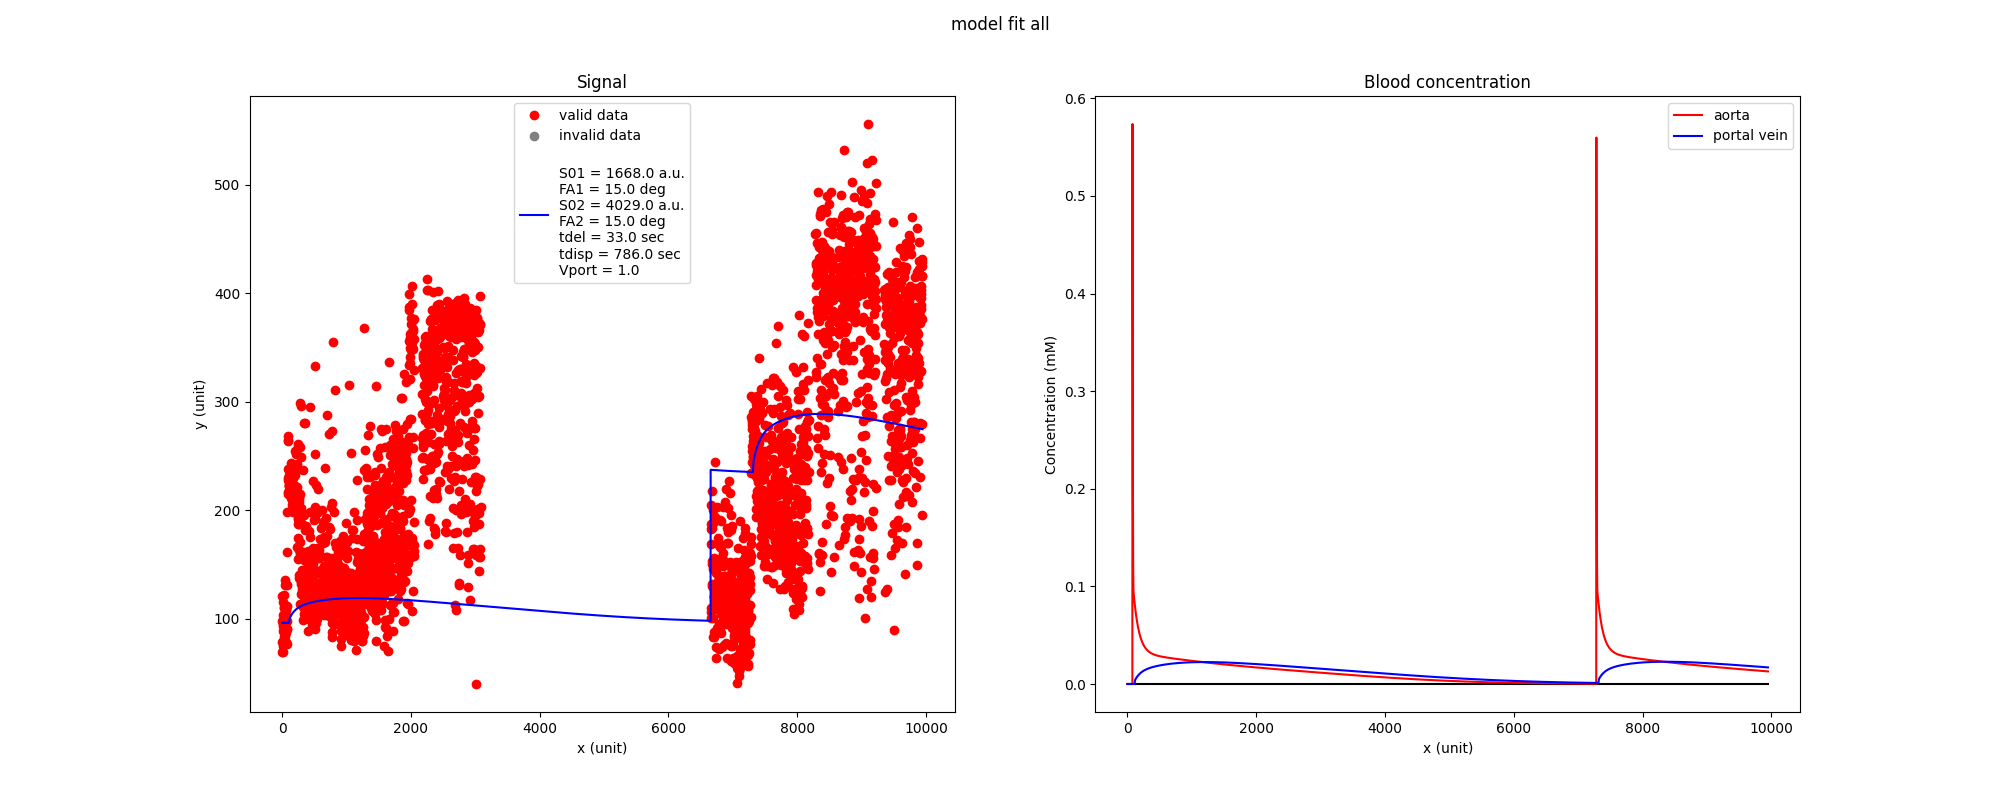 model fit all
Signal
y (unit)
500
400
300
200
100
valid data
invalid data
S01 = 1668.0 a.u.
FA1 = 15.0 deg
S02 = 4029.0 a.u.
FA2 = 15.0 deg
tdel = 33.0 sec
tdisp = 786.0 sec
Vport = 1.0
0 2000 4000 6000 8000 10000
x (unit)
Blood concentration
Concentration (mM)
0.6
0.5
0.4
0.3
0.2
0.1
0.0
aorta
portal vein
0 2000 4000 6000 8000 10000
x (unit)